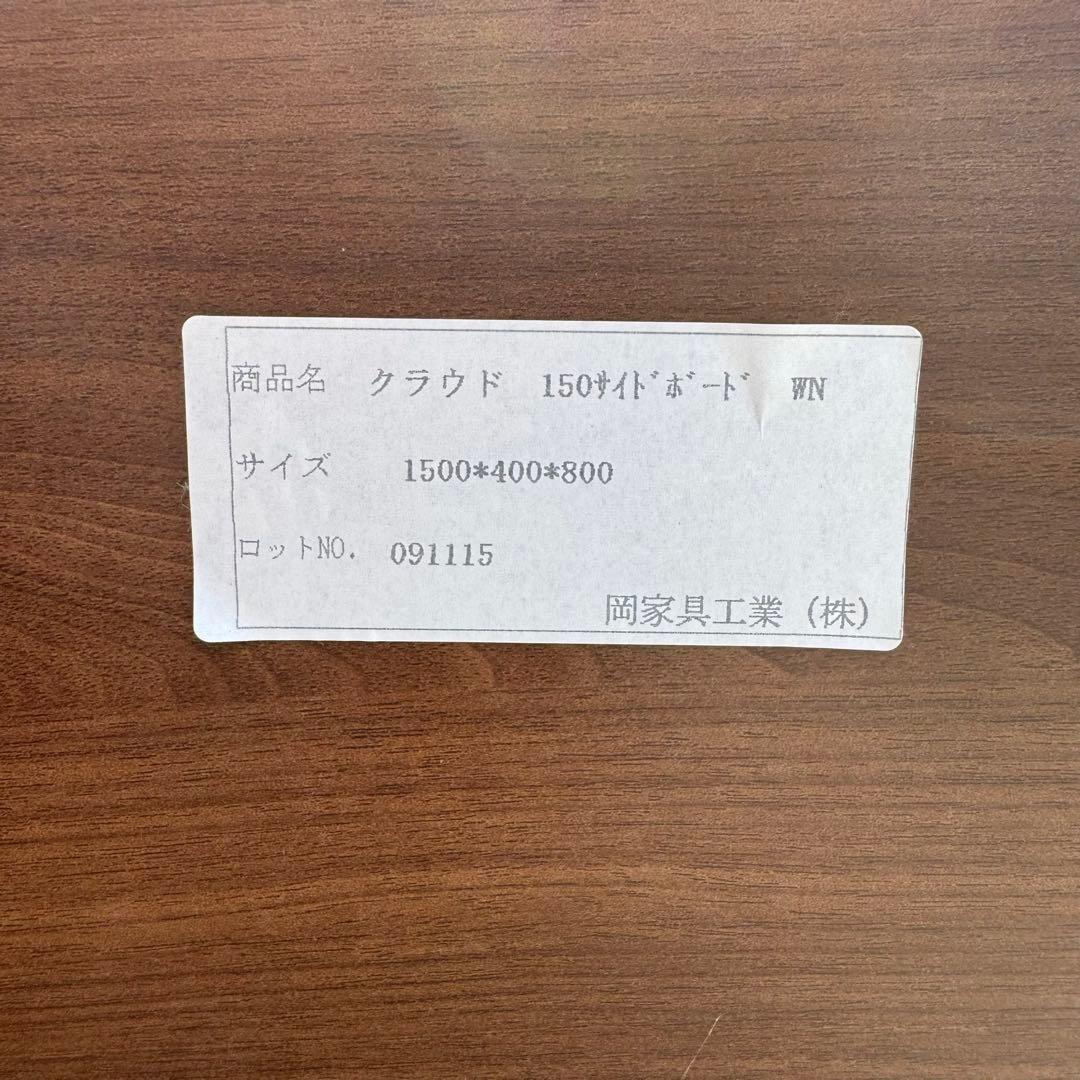 商品名 クラウド 150ｻｲﾄﾞﾎﾞｰﾄﾞ WN
サイズ 1500*400*800
ロットNO. 091115
岡家具工業（株）